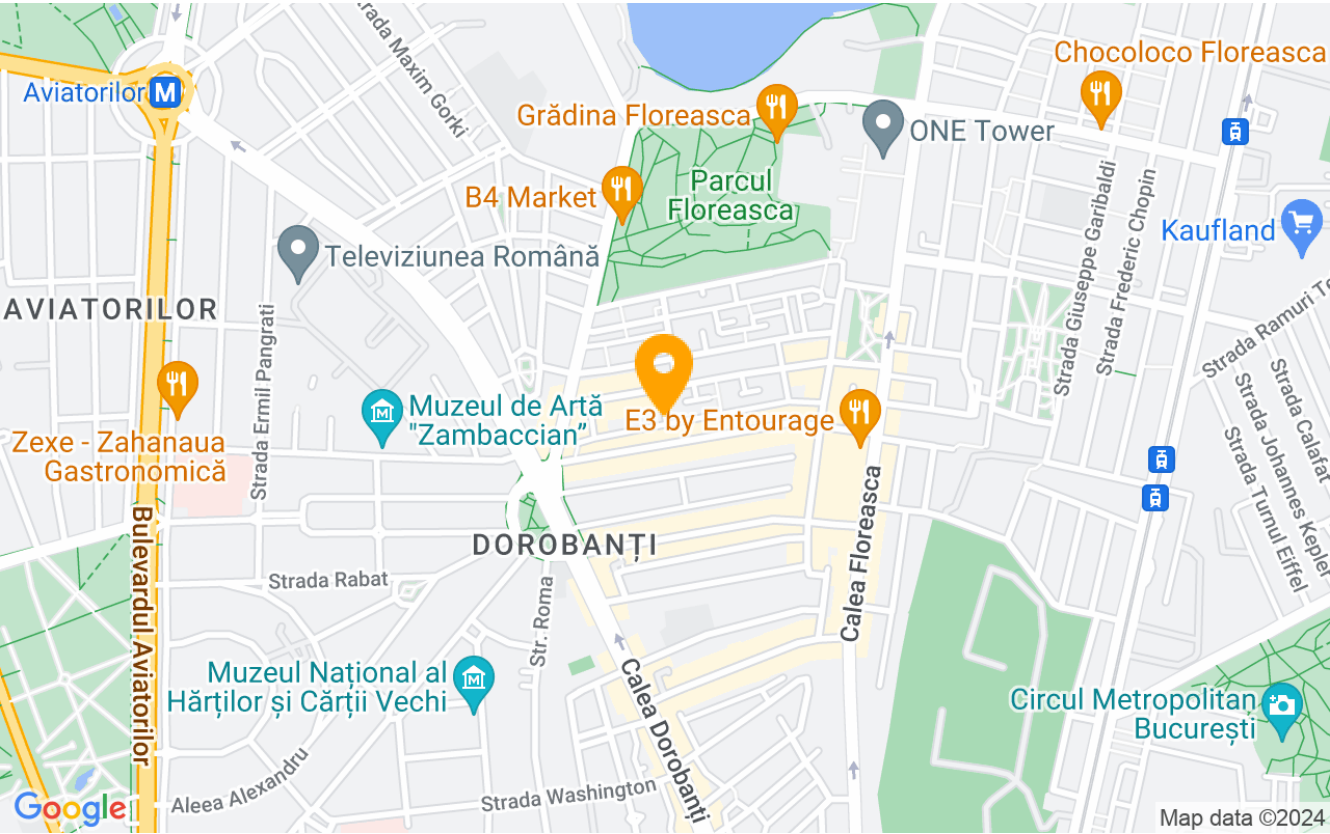 Strada Maxim Gorki
Chocoloco Floreasca
Aviatorilor
M
Grădina Floreasca
ONE Tower
Parcul
Floreasca
B4 Market
Strada Giuseppe Garibaldi
Strada Frederic Chopin
Kaufland
Televiziunea Română
AVIATORILOR
Strada Ermil Pangrati
Strada Ramuri Te
Strada Calafat
Strada Johannes Kepler
Strada Turnul Eiffel
Muzeul de Artă
"Zambaccian”
E3 by Entourage
Zexe - Zahanaua
Gastronomică
Calea Floreasca
Bulevardul Aviatorilor
DOROBANȚI
Strada Rabat
Str. Roma
Muzeul Național al
Hărților și Cărții Vechi
Calea Dorobanți
Circul Metropolitan
București
Aleea Alexandru
Strada Washington
Google
Map data ©2024